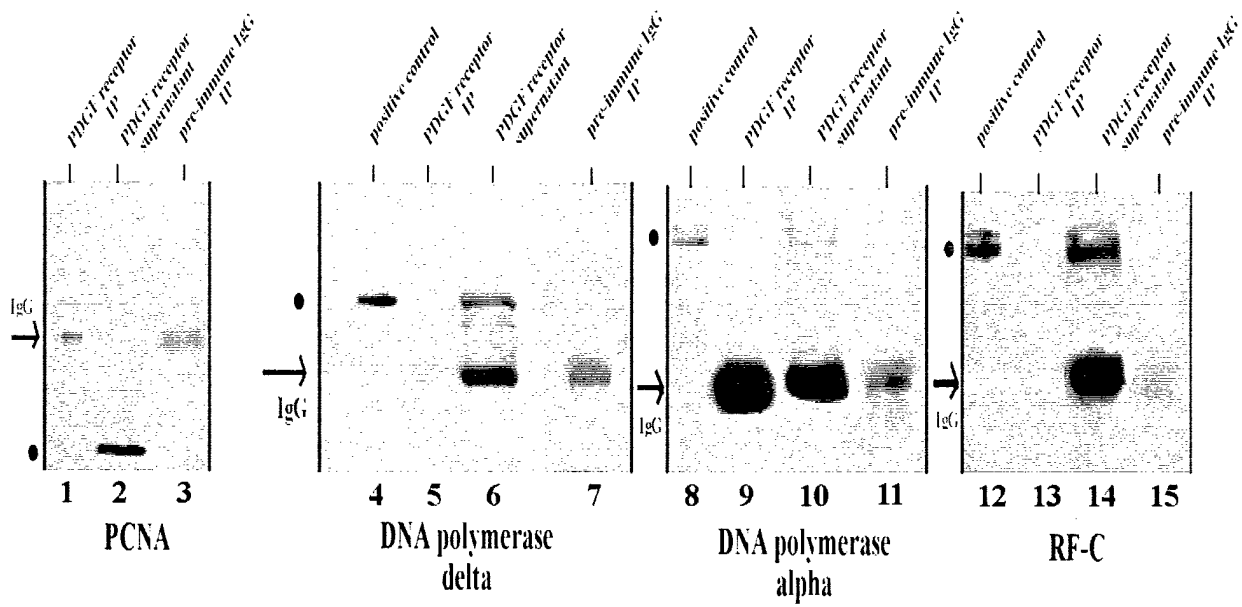 PDGF receptor
IP
PDGF receptor
supernatant
pre-immune IgG
IP
positive control
PDGF receptor
IP
PDGF receptor
supernatant
pre-immune IgG
IP
positive control
PDGF receptor
IP
PDGF receptor
supernatant
pre-immune IgG
IP
positive control
PDGF receptor
IP
PDGF receptor
supernatant
pre-immune IgG
IP
IgG
IgG
IgG
IgG
1 2 3
4 5 6 7
8 9 10 11
12 13 14 15
PCNA
DNA polymerase
delta
DNA polymerase
alpha
RF-C